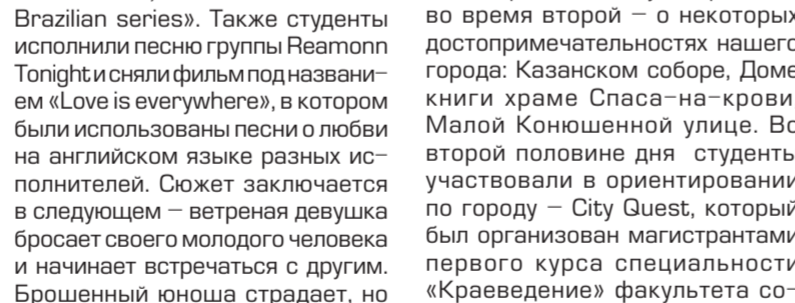 Brazilian series». Также студенты
исполнили песню группы Reamonn
Tonight и сняли фильм под названи–
ем «Love is everywhere», в котором
были использованы песни о любви
на английском языке разных ис–
полнителей. Сюжет заключается
в следующем – ветреная девушка
бросает своего молодого человека
и начинает встречаться с другим.
Брошенный юноша страдает, но
во время второй – о некоторых
достопримечательностях нашего
города: Казанском соборе, Доме
книги храме Спаса–на–крови
Малой Конюшенной улице. Во
второй половине дня студенты
участвовали в ориентировании
по городу – City Quest, который
был организован магистрантами
первого курса специальности
«Краеведение» факультета со–